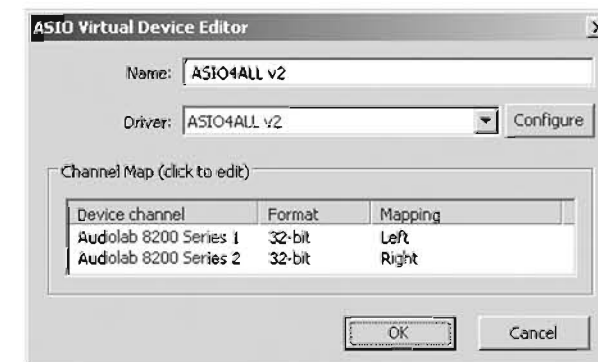 ASIO Virtual Device Editor
Name: ASIO4ALL v2
Driver: ASIO4ALL v2 Configure
Channel Map (click to edit)
Device channel Format Mapping
Audiolab 8200 Series 1 32-bit Left
Audiolab 8200 Series 2 32-bit Right
OK Cancel